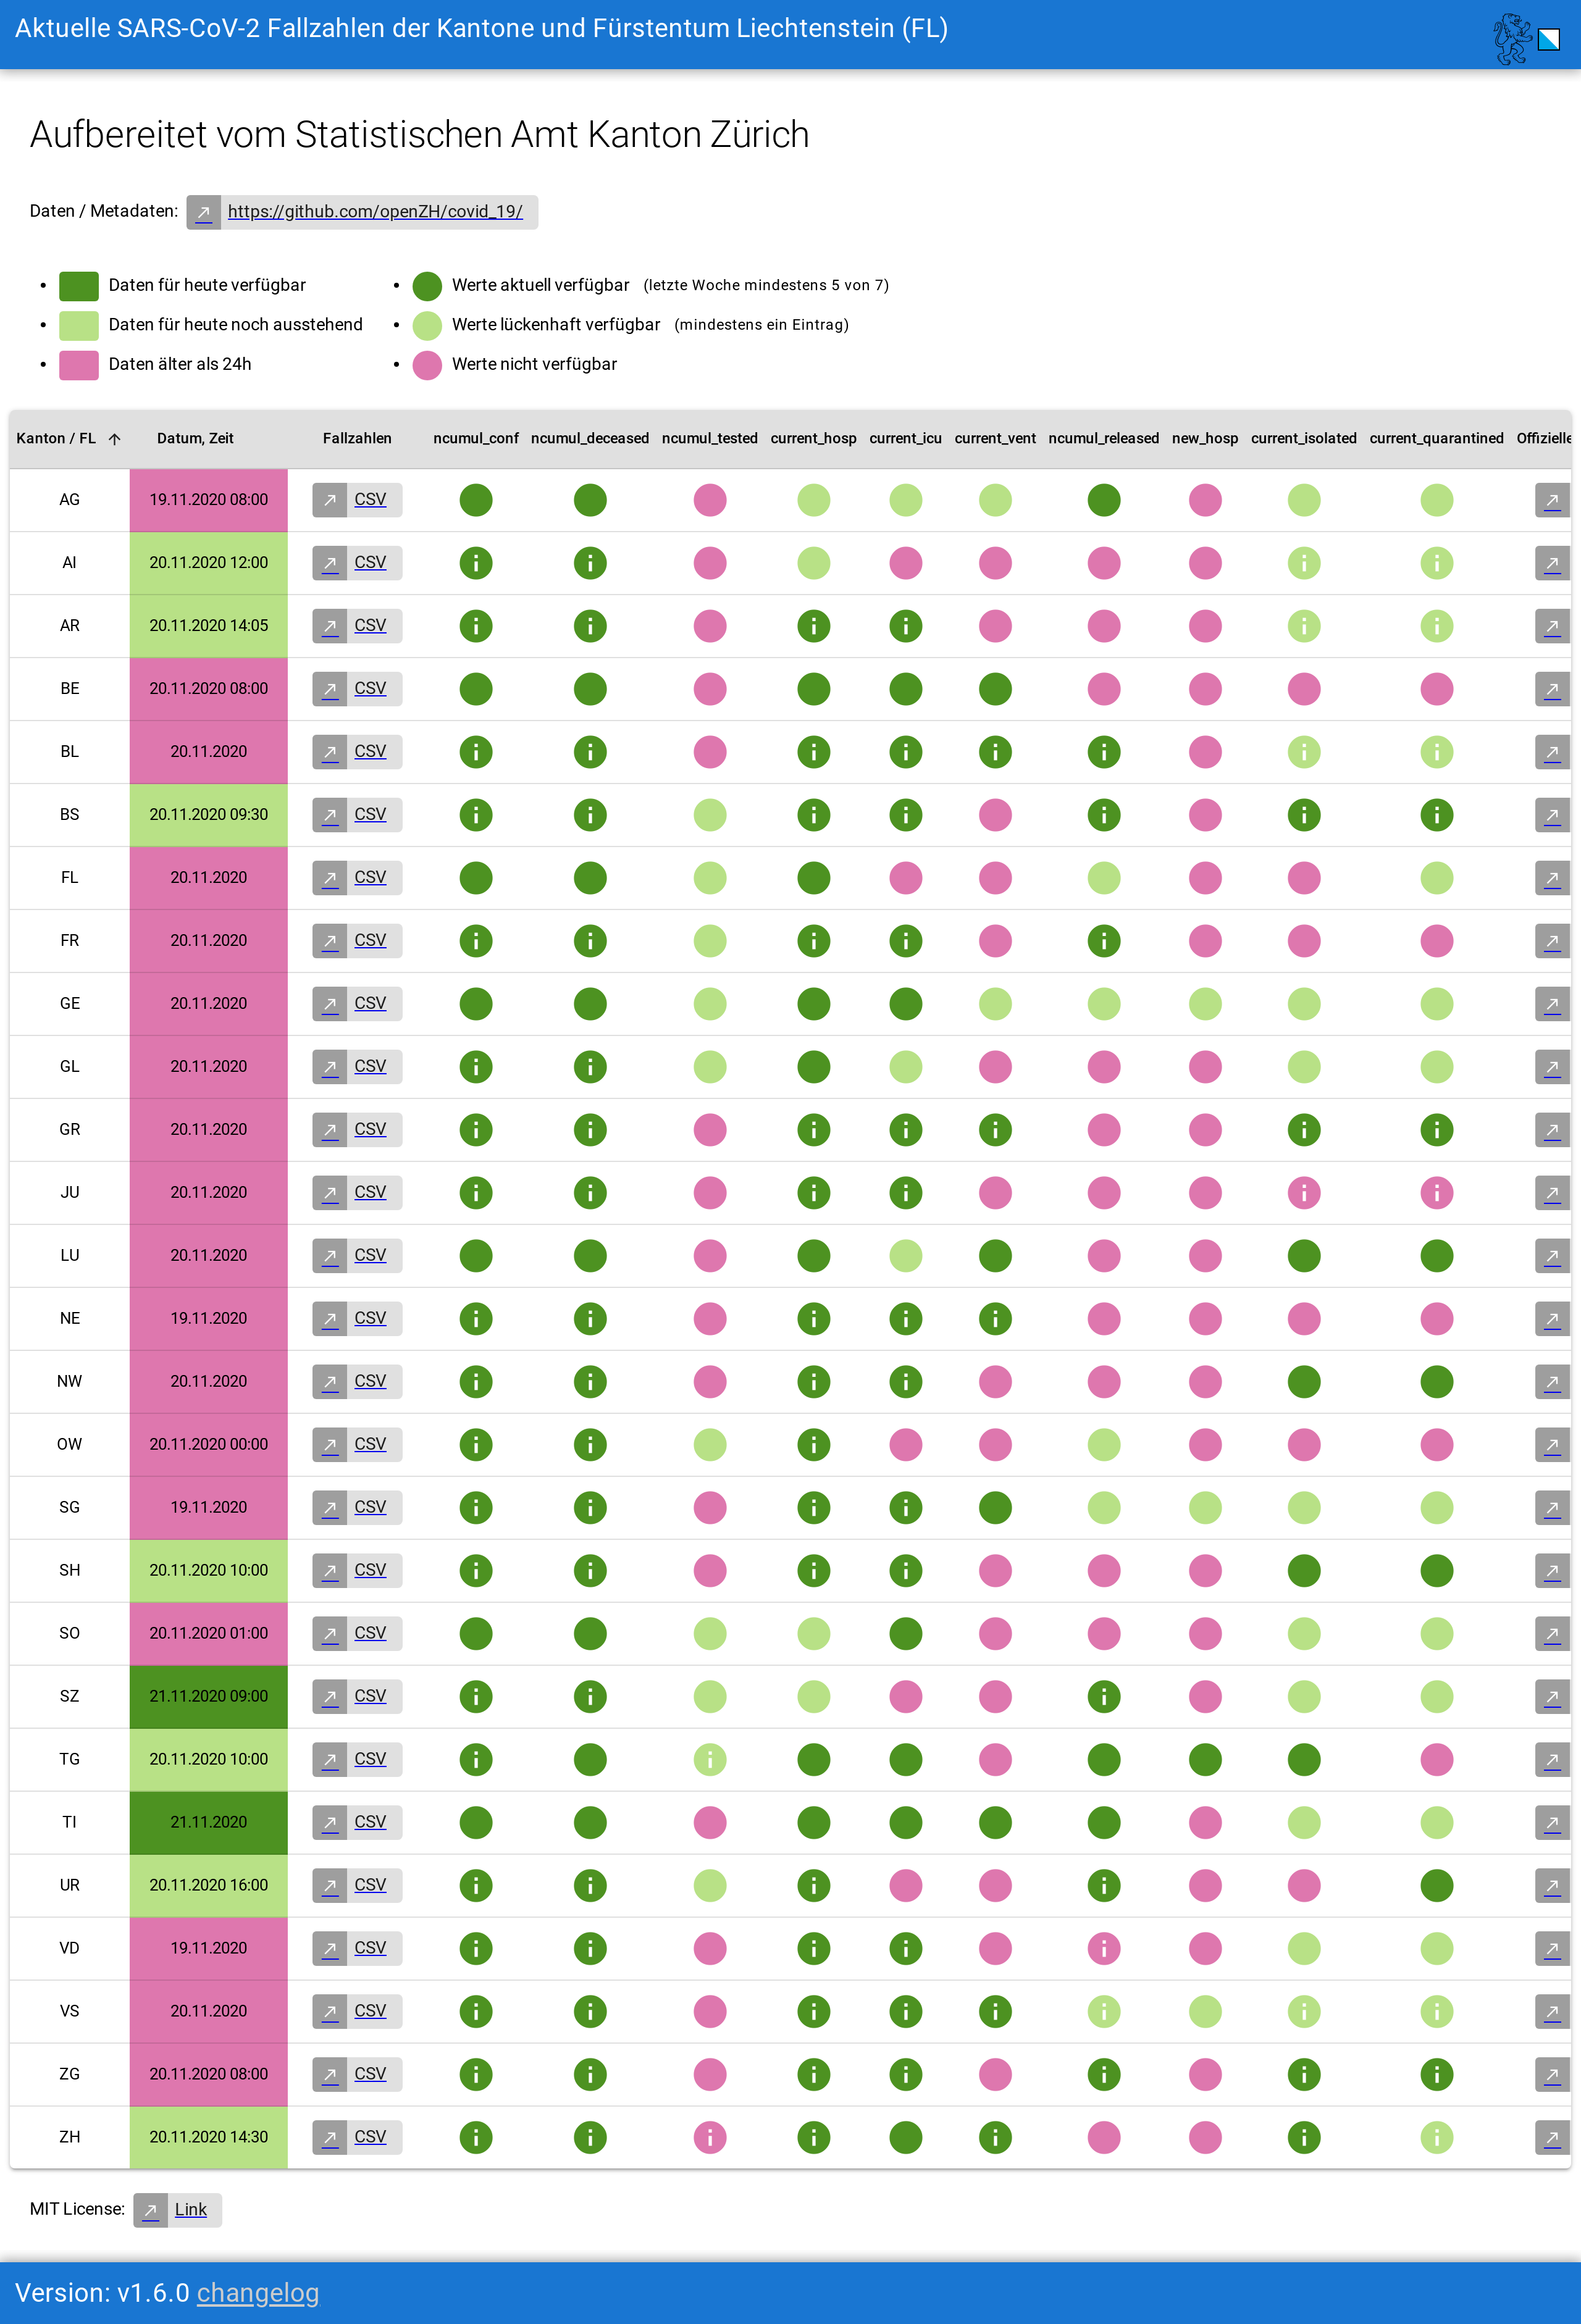 Aktuelle SARS-CoV-2 Fallzahlen der Kantone und Fürstentum Liechtenstein (FL)
Aufbereitet vom Statistischen Amt Kanton Zürich
Daten / Metadaten: https://github.com/openZH/covid_19/
Daten für heute verfügbar
Daten für heute noch ausstehend
Daten älter als 24h
Werte aktuell verfügbar (letzte Woche mindestens 5 von 7)
Werte lückenhaft verfügbar (mindestens ein Eintrag)
Werte nicht verfügbar
Kanton / FL Datum, Zeit Fallzahlen ncumul_conf ncumul_deceased ncumul_tested current_hosp current_icu current_vent ncumul_released new_hosp current_isolated current_quarantined Offizielle
AG 19.11.2020 08:00 CSV
AI 20.11.2020 12:00 CSV
AR 20.11.2020 14:05 CSV
BE 20.11.2020 08:00 CSV
BL 20.11.2020 CSV
BS 20.11.2020 09:30 CSV
FL 20.11.2020 CSV
FR 20.11.2020 CSV
GE 20.11.2020 CSV
GL 20.11.2020 CSV
GR 20.11.2020 CSV
JU 20.11.2020 CSV
LU 20.11.2020 CSV
NE 19.11.2020 CSV
NW 20.11.2020 CSV
OW 20.11.2020 00:00 CSV
SG 19.11.2020 CSV
SH 20.11.2020 10:00 CSV
SO 20.11.2020 01:00 CSV
SZ 21.11.2020 09:00 CSV
TG 20.11.2020 10:00 CSV
TI 21.11.2020 CSV
UR 20.11.2020 16:00 CSV
VD 19.11.2020 CSV
VS 20.11.2020 CSV
ZG 20.11.2020 08:00 CSV
ZH 20.11.2020 14:30 CSV
MIT License: Link
Version: v1.6.0 changelog